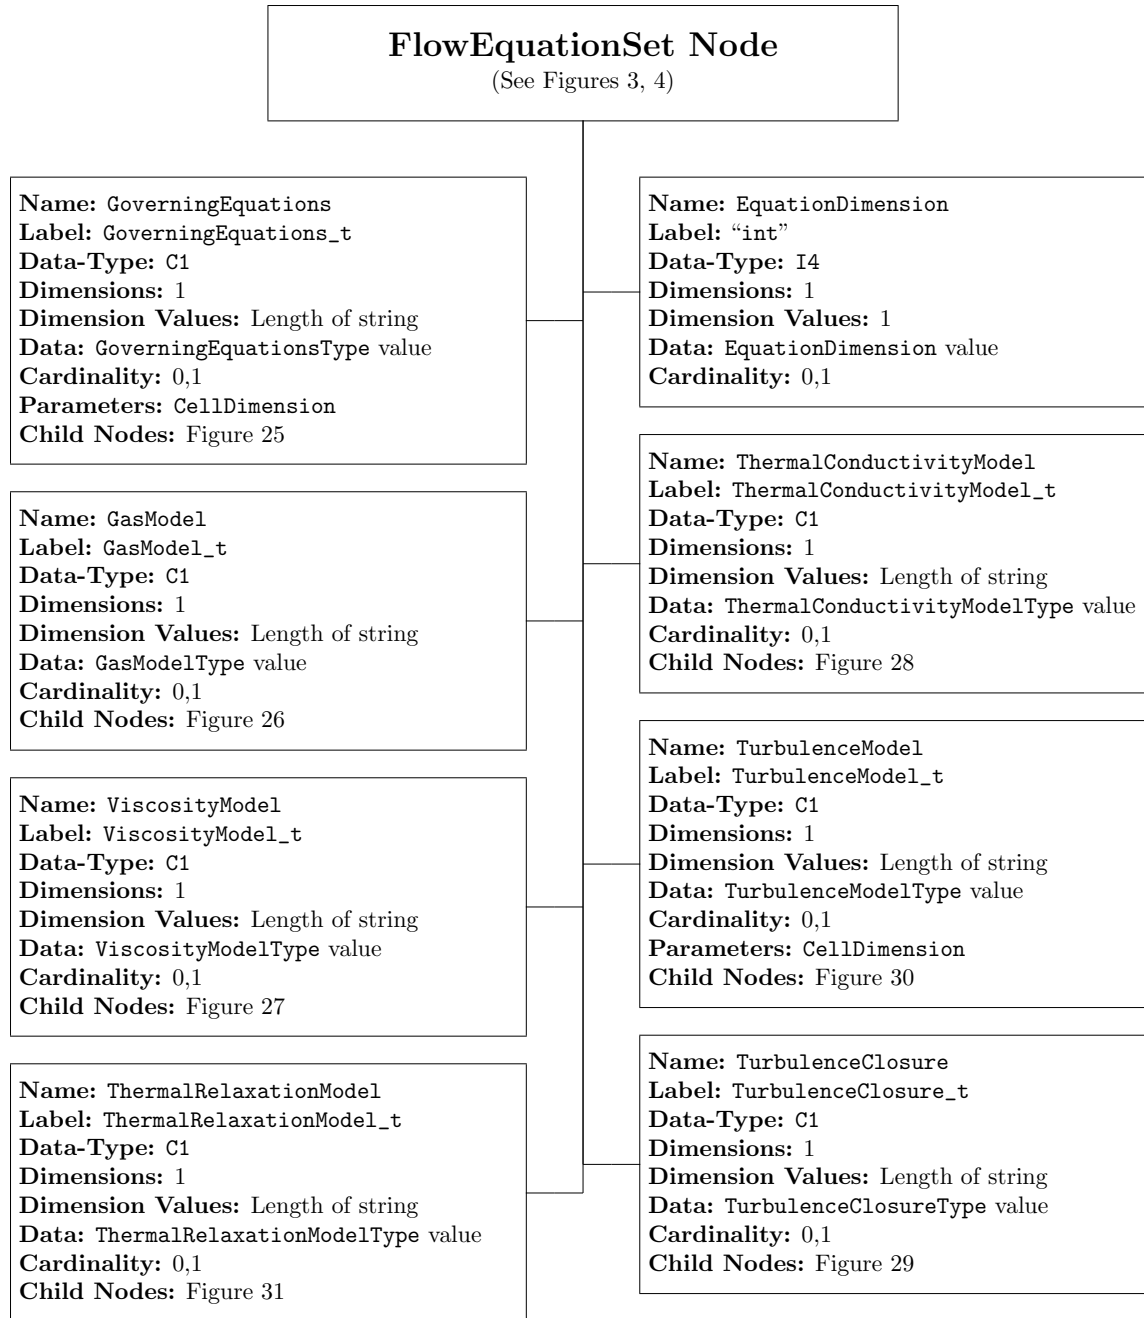 FlowEquationSet Node
(See Figures 3, 4)
Name: GoverningEquations
Label: GoverningEquations_t
Data-Type: C1
Dimensions: 1
Dimension Values: Length of string
Data: GoverningEquationsType value
Cardinality: 0,1
Parameters: CellDimension
Child Nodes: Figure 25
Name: GasModel
Label: GasModel_t
Data-Type: C1
Dimensions: 1
Dimension Values: Length of string
Data: GasModelType value
Cardinality: 0,1
Child Nodes: Figure 26
Name: ViscosityModel
Label: ViscosityModel_t
Data-Type: C1
Dimensions: 1
Dimension Values: Length of string
Data: ViscosityModelType value
Cardinality: 0,1
Child Nodes: Figure 27
Name: ThermalRelaxationModel
Label: ThermalRelaxationModel_t
Data-Type: C1
Dimensions: 1
Dimension Values: Length of string
Data: ThermalRelaxationModelType value
Cardinality: 0,1
Child Nodes: Figure 31
Name: EquationDimension
Label: “int”
Data-Type: I4
Dimensions: 1
Dimension Values: 1
Data: EquationDimension value
Cardinality: 0,1
Name: ThermalConductivityModel
Label: ThermalConductivityModel_t
Data-Type: C1
Dimensions: 1
Dimension Values: Length of string
Data: ThermalConductivityModelType value
Cardinality: 0,1
Child Nodes: Figure 28
Name: TurbulenceModel
Label: TurbulenceModel_t
Data-Type: C1
Dimensions: 1
Dimension Values: Length of string
Data: TurbulenceModelType value
Cardinality: 0,1
Parameters: CellDimension
Child Nodes: Figure 30
Name: TurbulenceClosure
Label: TurbulenceClosure_t
Data-Type: C1
Dimensions: 1
Dimension Values: Length of string
Data: TurbulenceClosureType value
Cardinality: 0,1
Child Nodes: Figure 29